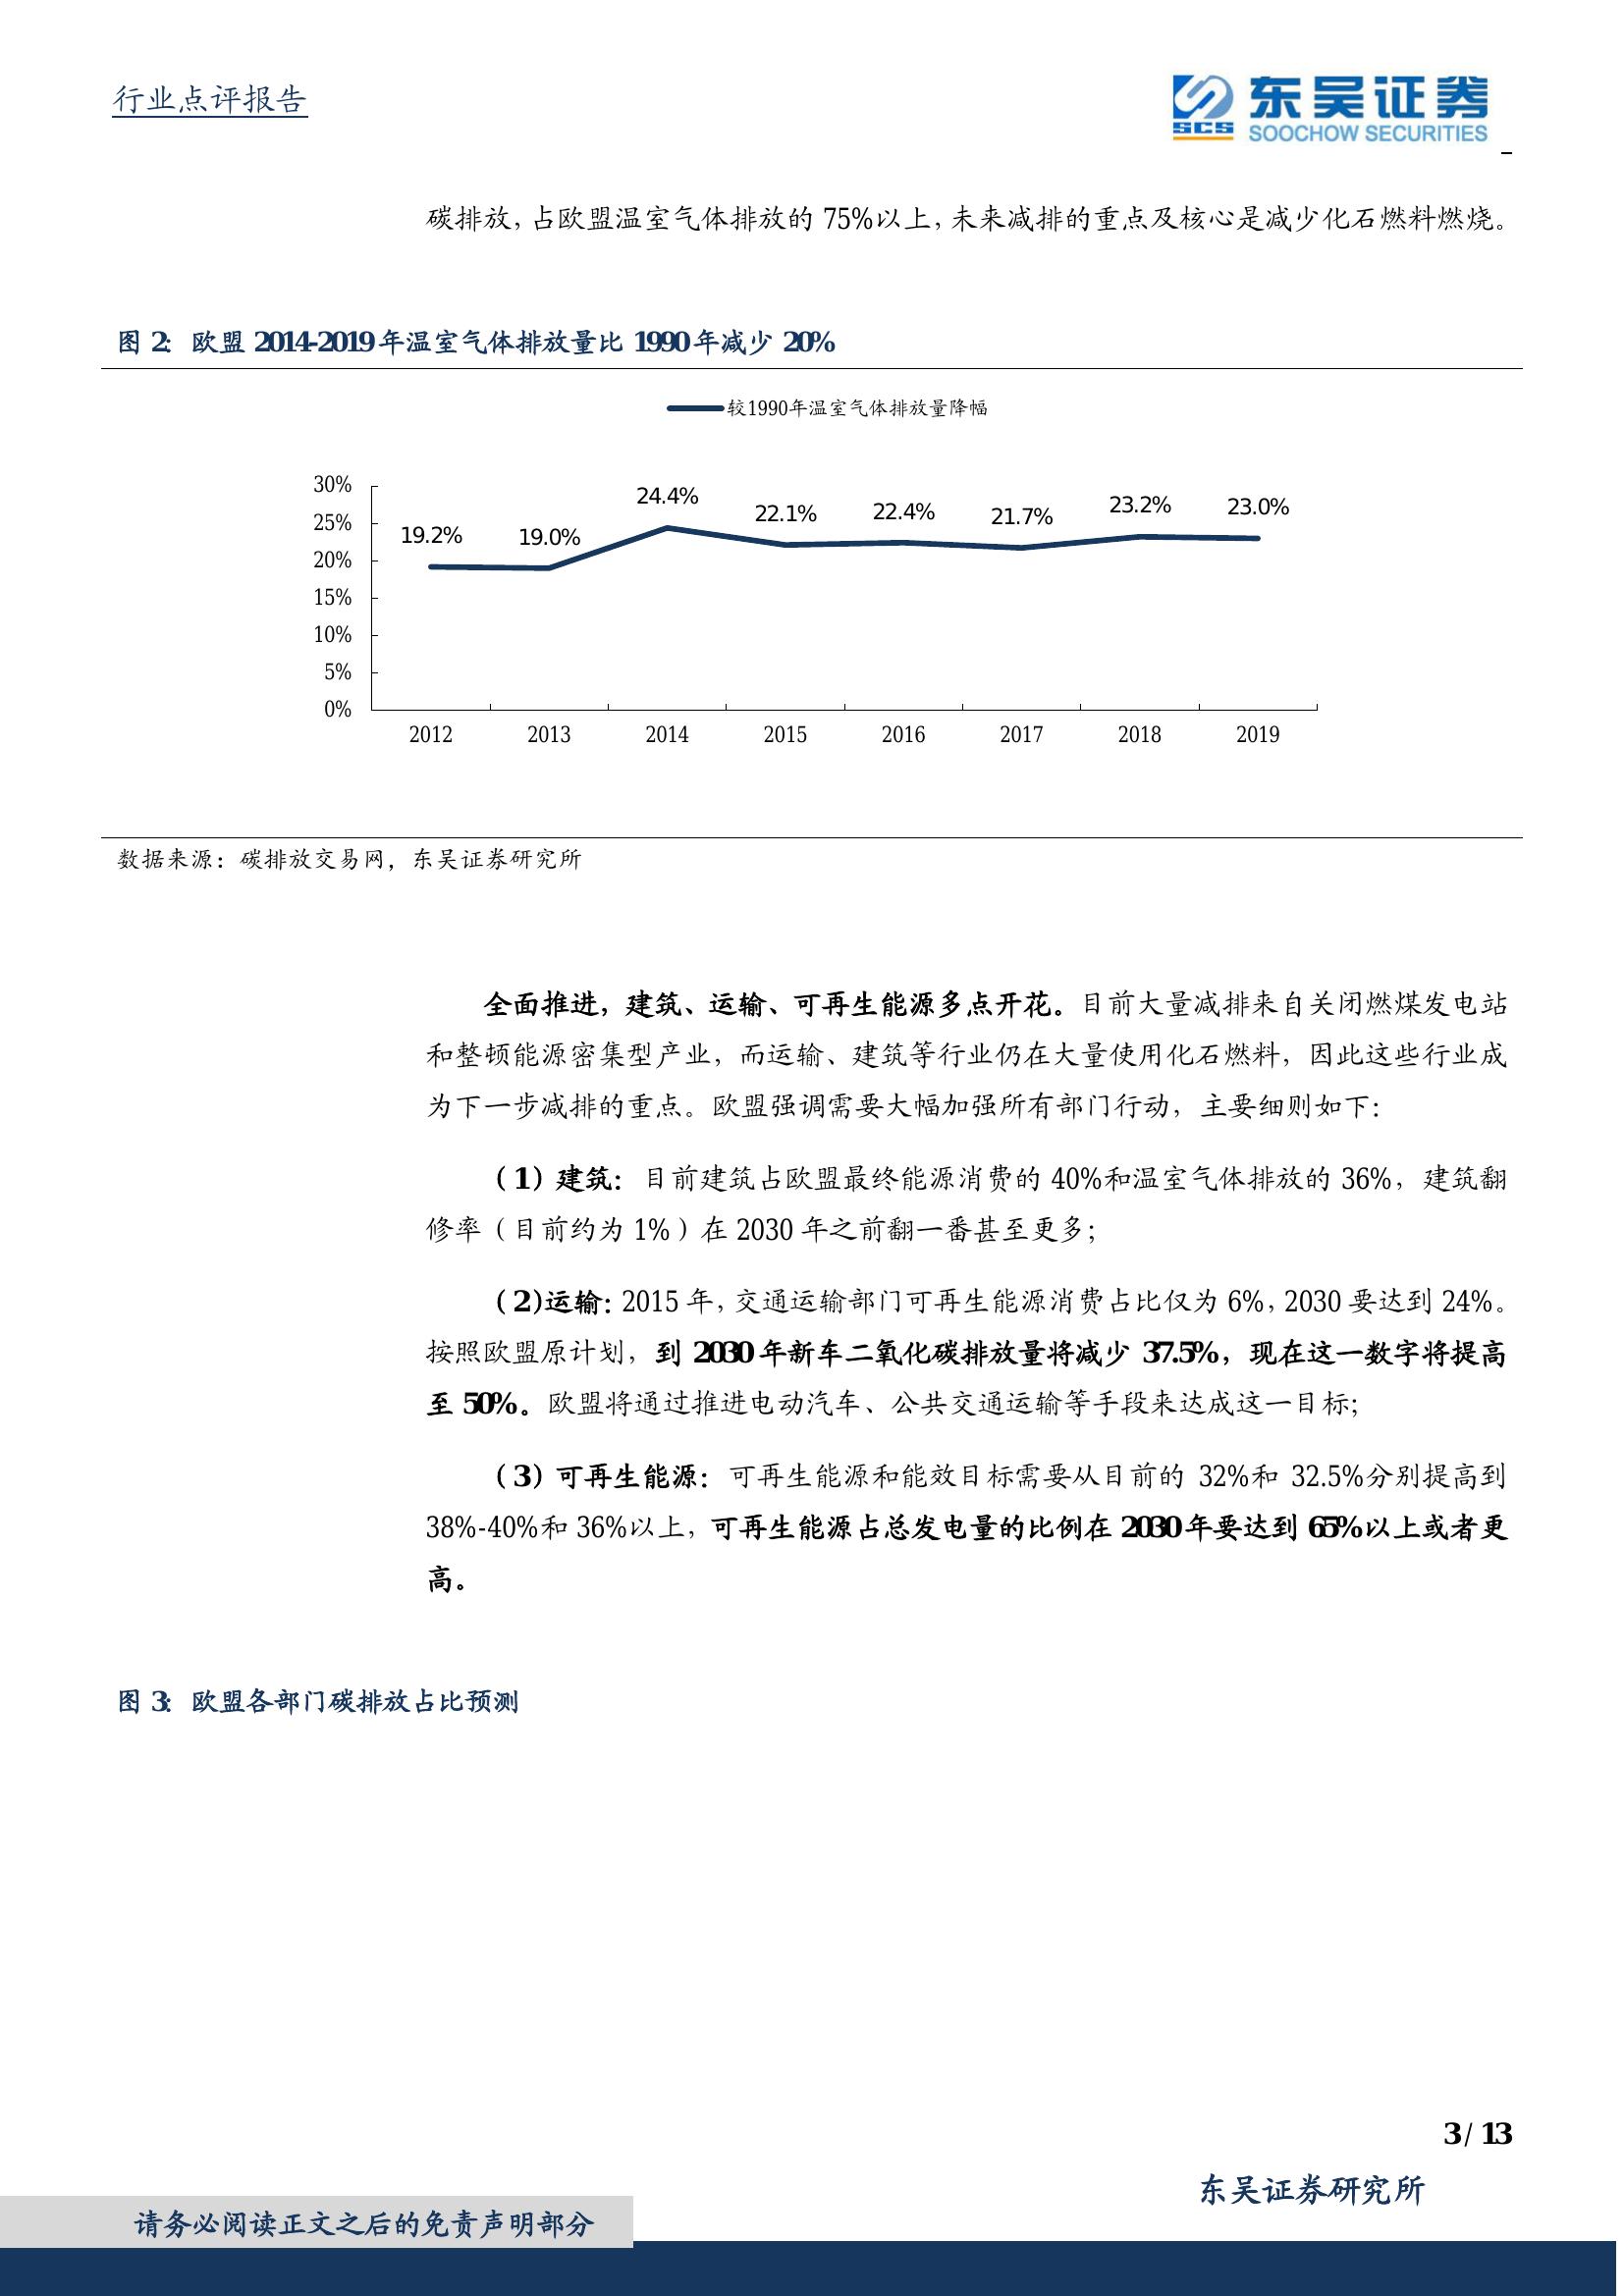 行业点评报告
东吴证券
SCS
SOOCHOW SECURITIES
碳排放，占欧盟温室气体排放的 75%以上，未来减排的重点及核心是减少化石燃料燃烧。
图 2： 欧盟 2014-2019 年温室气体排放量比 1990 年减少 20%
较1990年温室气体排放量降幅
30%
25%
20%
15%
10%
5%
0%
19.2% 19.0% 24.4% 22.1% 22.4% 21.7% 23.2% 23.0%
2012 2013 2014 2015 2016 2017 2018 2019
数据来源：碳排放交易网，东吴证券研究所
全面推进，建筑、运输、可再生能源多点开花。目前大量减排来自关闭燃煤发电站
和整顿能源密集型产业，而运输、建筑等行业仍在大量使用化石燃料，因此这些行业成
为下一步减排的重点。欧盟强调需要大幅加强所有部门行动，主要细则如下：
（1）建筑：目前建筑占欧盟最终能源消费的 40%和温室气体排放的 36%，建筑翻
修率（目前约为 1%）在 2030 年之前翻一番甚至更多；
（2）运输：2015 年，交通运输部门可再生能源消费占比仅为 6%，2030 要达到 24%。
按照欧盟原计划，到 2030 年新车二氧化碳排放量将减少 37.5%，现在这一数字将提高
至 50%。欧盟将通过推进电动汽车、公共交通运输等手段来达成这一目标；
（3）可再生能源：可再生能源和能效目标需要从目前的 32%和 32.5%分别提高到
38%-40%和 36%以上，可再生能源占总发电量的比例在 2030 年要达到 65%以上或者更
高。
图 3： 欧盟各部门碳排放占比预测
3 / 13
东吴证券研究所
请务必阅读正文之后的免责声明部分